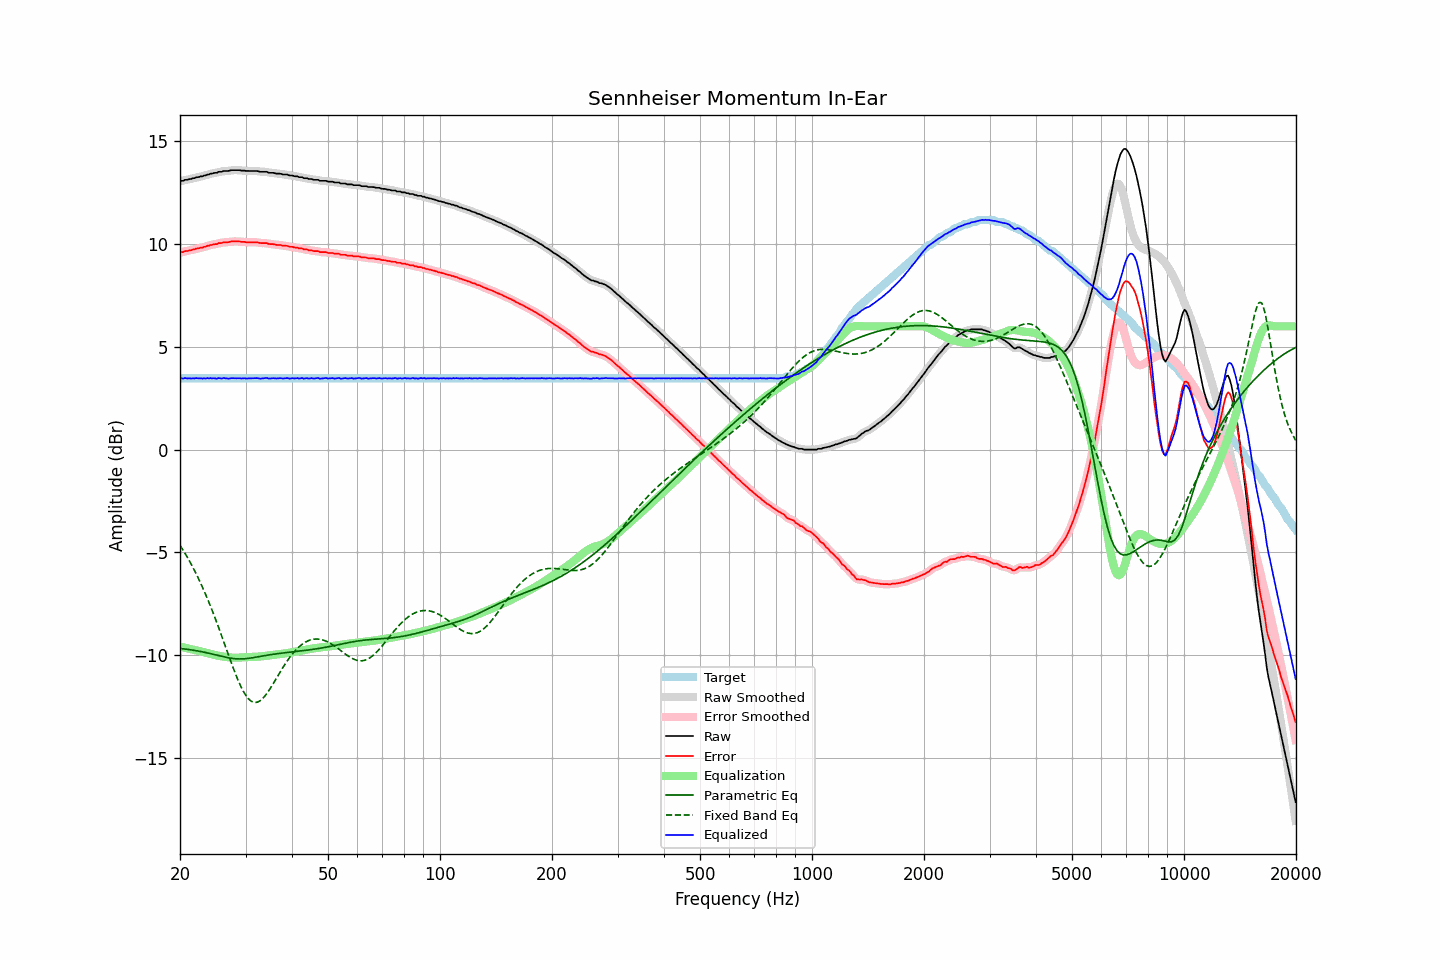 Sennheiser Momentum In-Ear
15
10
5
0
−5
−10
−15
Amplitude (dBr)
Target
Raw Smoothed
Error Smoothed
Raw
Error
Equalization
Parametric Eq
Fixed Band Eq
Equalized
20
50
100
200
500
1000
2000
5000
10000
20000
Frequency (Hz)